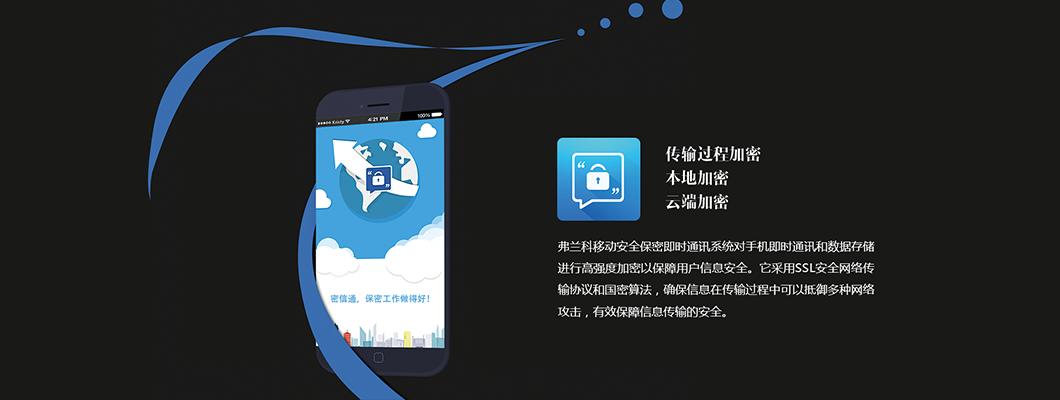 Kristy
4:21 PM
100%
密信通，保密工作做得好！
传输过程加密
本地加密
云端加密
弗兰科移动安全保密即时通讯系统对手机即时通讯和数据存储
进行高强度加密以保障用户信息安全。它采用SSL安全网络传
输协议和国密算法，确保信息在传输过程中可以抵御多种网络
攻击，有效保障信息传输的安全。